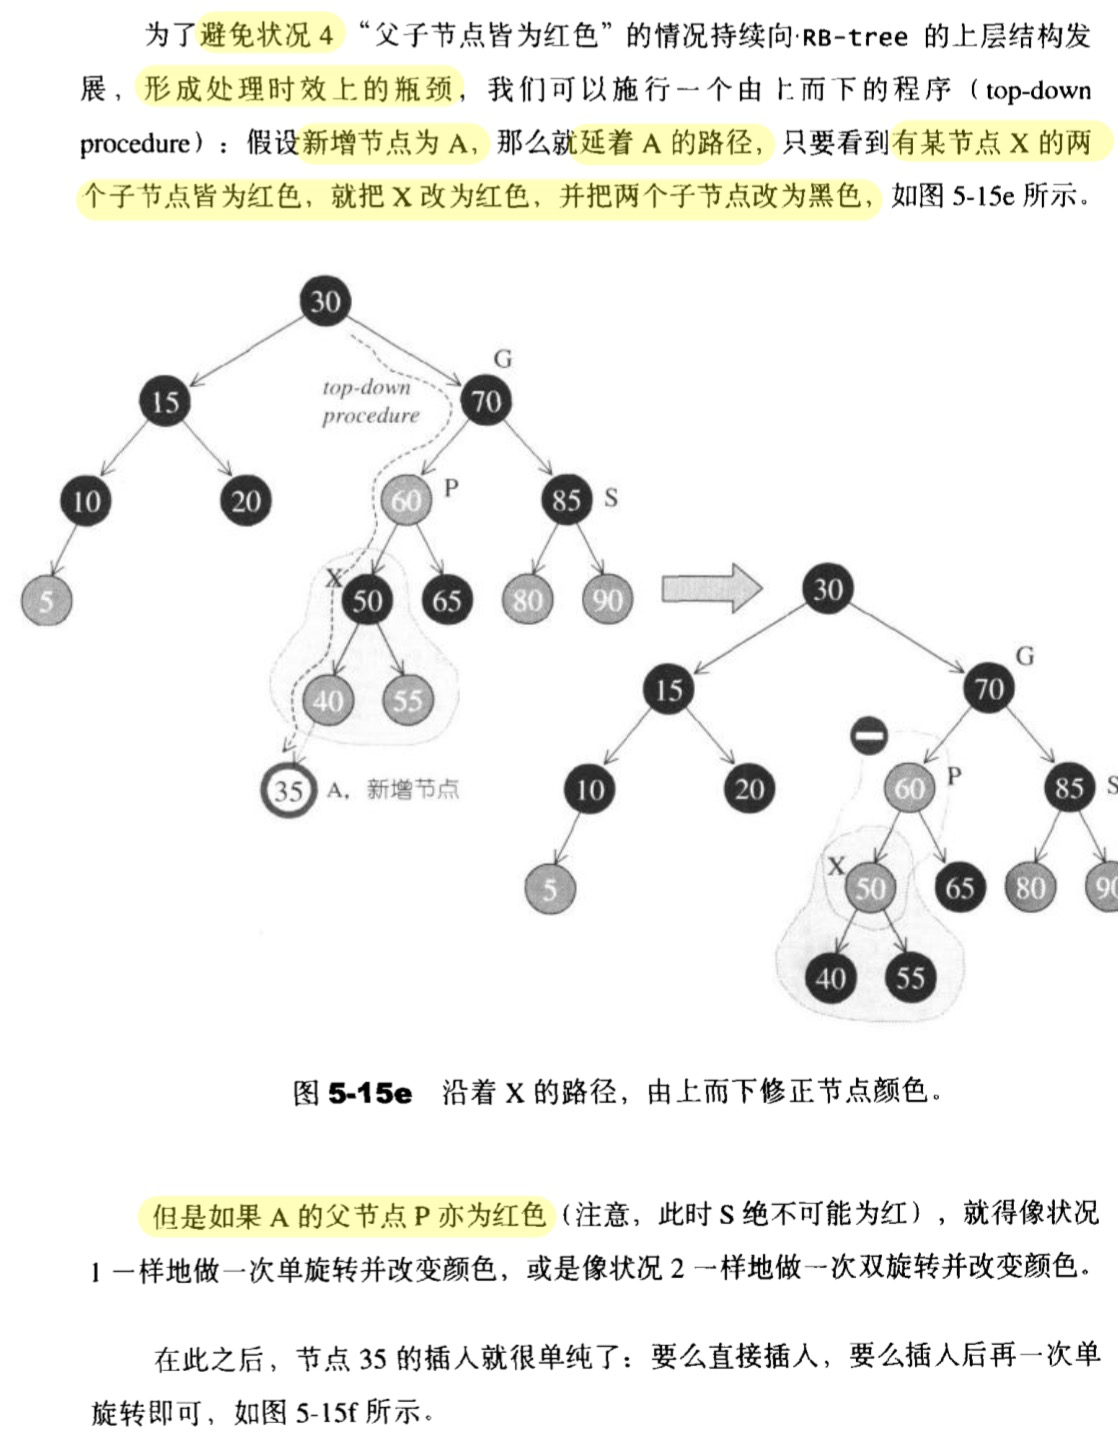 为了避免状况 4 “父子节点皆为红色”的情况持续向·RB-tree 的上层结构发
展，形成处理时效上的瓶颈，我们可以施行一个由上而下的程序（top-down
procedure）：假设新增节点为 A，那么就延着 A 的路径，只要看到有某节点 X 的两
个子节点皆为红色，就把 X 改为红色，并把两个子节点改为黑色，如图 5-15e 所示。
30
G
15
top-down
procedure
70
10
20
60
P
85
S
5
X
50
65
80
90
40
55
35
A，新增节点
30
G
15
70
10
20
60
P
85
S
5
X
50
65
80
90
40
55
图 5-15e 沿着 X 的路径，由上而下修正节点颜色。
但是如果 A 的父节点 P 亦为红色（注意，此时 S 绝不可能为红），就得像状况
1 一样地做一次单旋转并改变颜色，或是像状况 2 一样地做一次双旋转并改变颜色。
在此之后，节点 35 的插入就很单纯了：要么直接插入，要么插入后再一次单
旋转即可，如图 5-15f 所示。